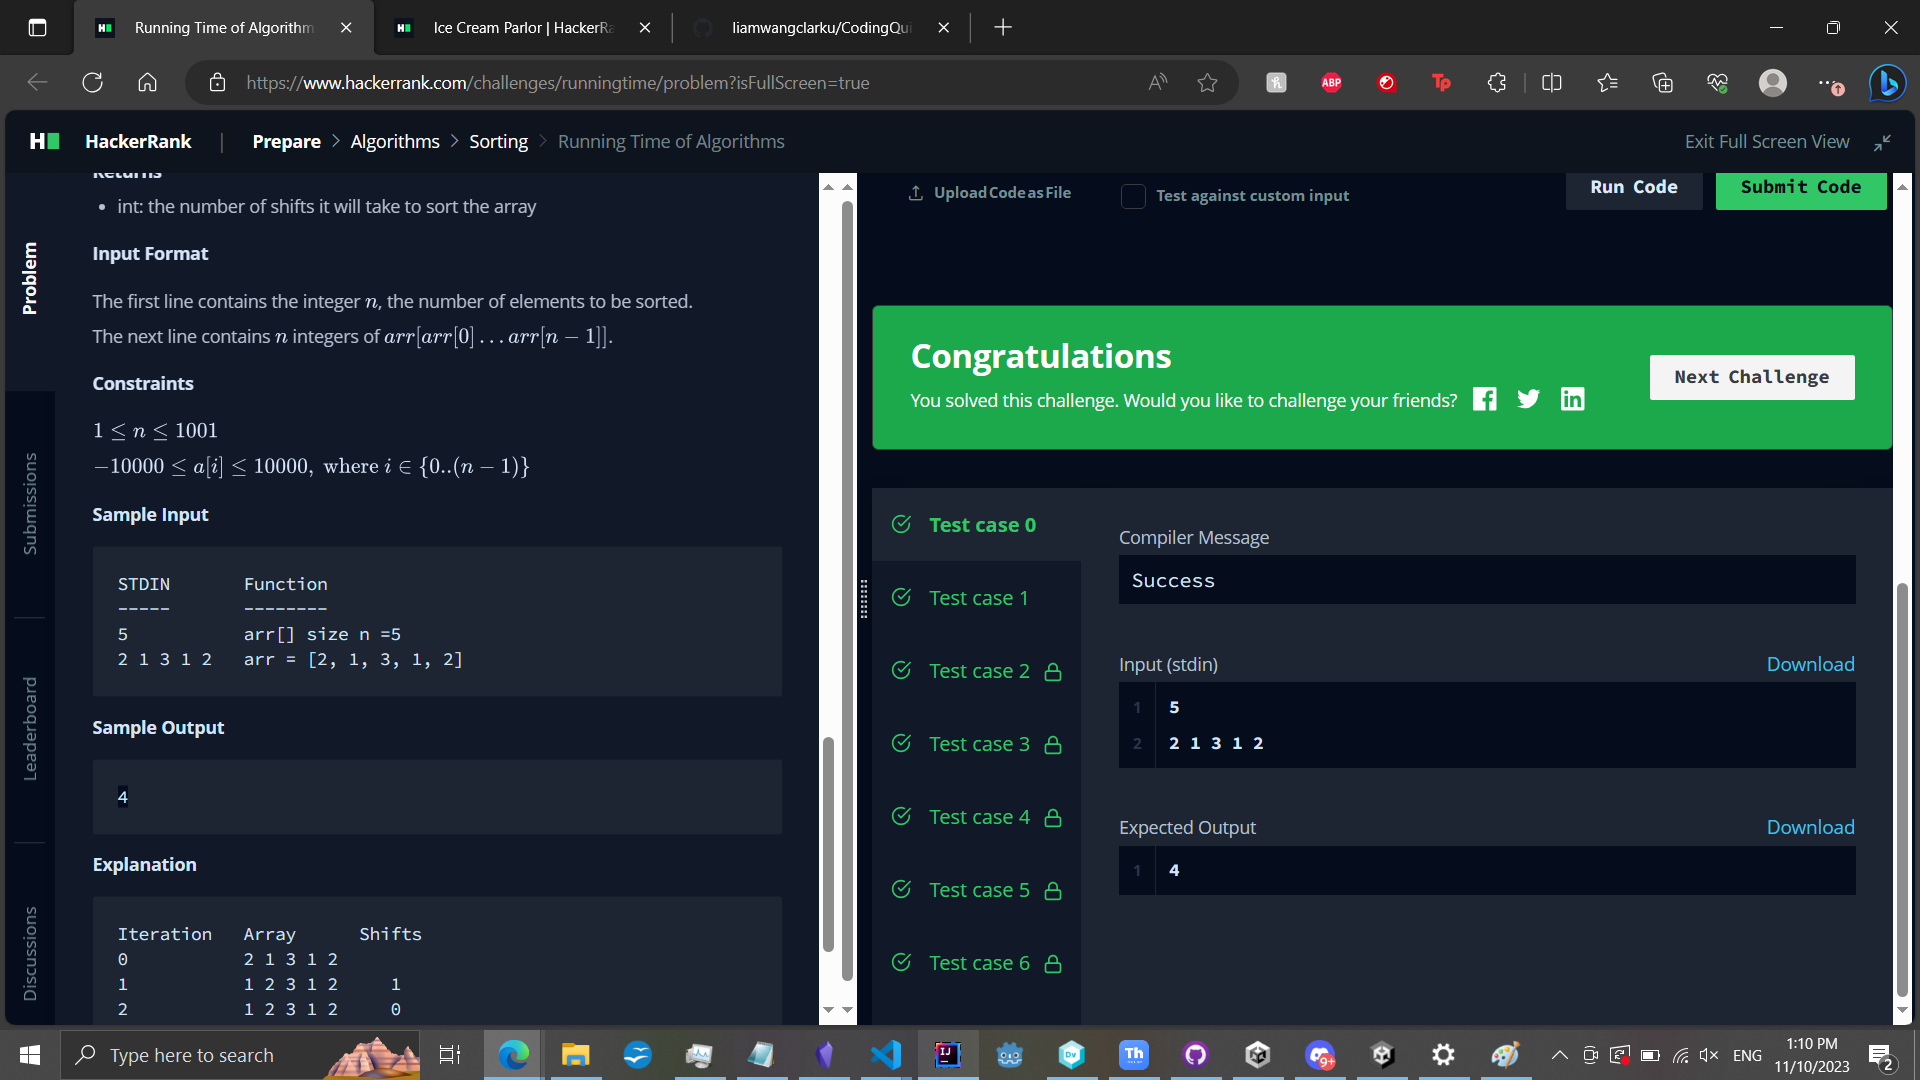 Running Time of Algorithm
Ice Cream Parlor | HackerRa
liamwangclarku/CodingQui
https://www.hackerrank.com/challenges/runningtime/problem?isFullScreen=true
HackerRank | Prepare > Algorithms > Sorting > Running Time of Algorithms
Exit Full Screen View
Problem
Submissions
Leaderboard
Discussions
Returns
• int: the number of shifts it will take to sort the array
Input Format
The first line contains the integer n, the number of elements to be sorted.
The next line contains n integers of arr[arr[0] . . . arr[n − 1]].
Constraints
1 ≤ n ≤ 1001
−10000 ≤ a[i] ≤ 10000, where i ∈ {0..(n − 1)}
Sample Input
STDIN Function
----- --------
5 arr[] size n =5
2 1 3 1 2 arr = [2, 1, 3, 1, 2]
Sample Output
4
Explanation
Iteration Array Shifts
0 2 1 3 1 2
1 1 2 3 1 2 1
2 1 2 3 1 2 0
Upload Code as File
Test against custom input
Run Code
Submit Code
Congratulations
You solved this challenge. Would you like to challenge your friends?
Next Challenge
Test case 0
Test case 1
Test case 2
Test case 3
Test case 4
Test case 5
Test case 6
Compiler Message
Success
Input (stdin)
Download
1 5
2 2 1 3 1 2
Expected Output
Download
1 4
Type here to search
ENG
1:10 PM
11/10/2023
2